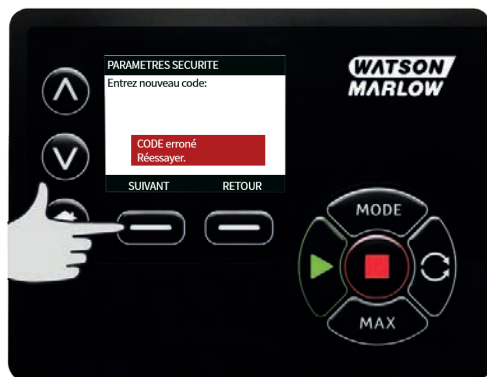 PARAMETRES SECURITE
WATSON
MARLOW
Entrez nouveau code:
CODE erroné
Réessayer.
SUIVANT RETOUR
MODE
MAX